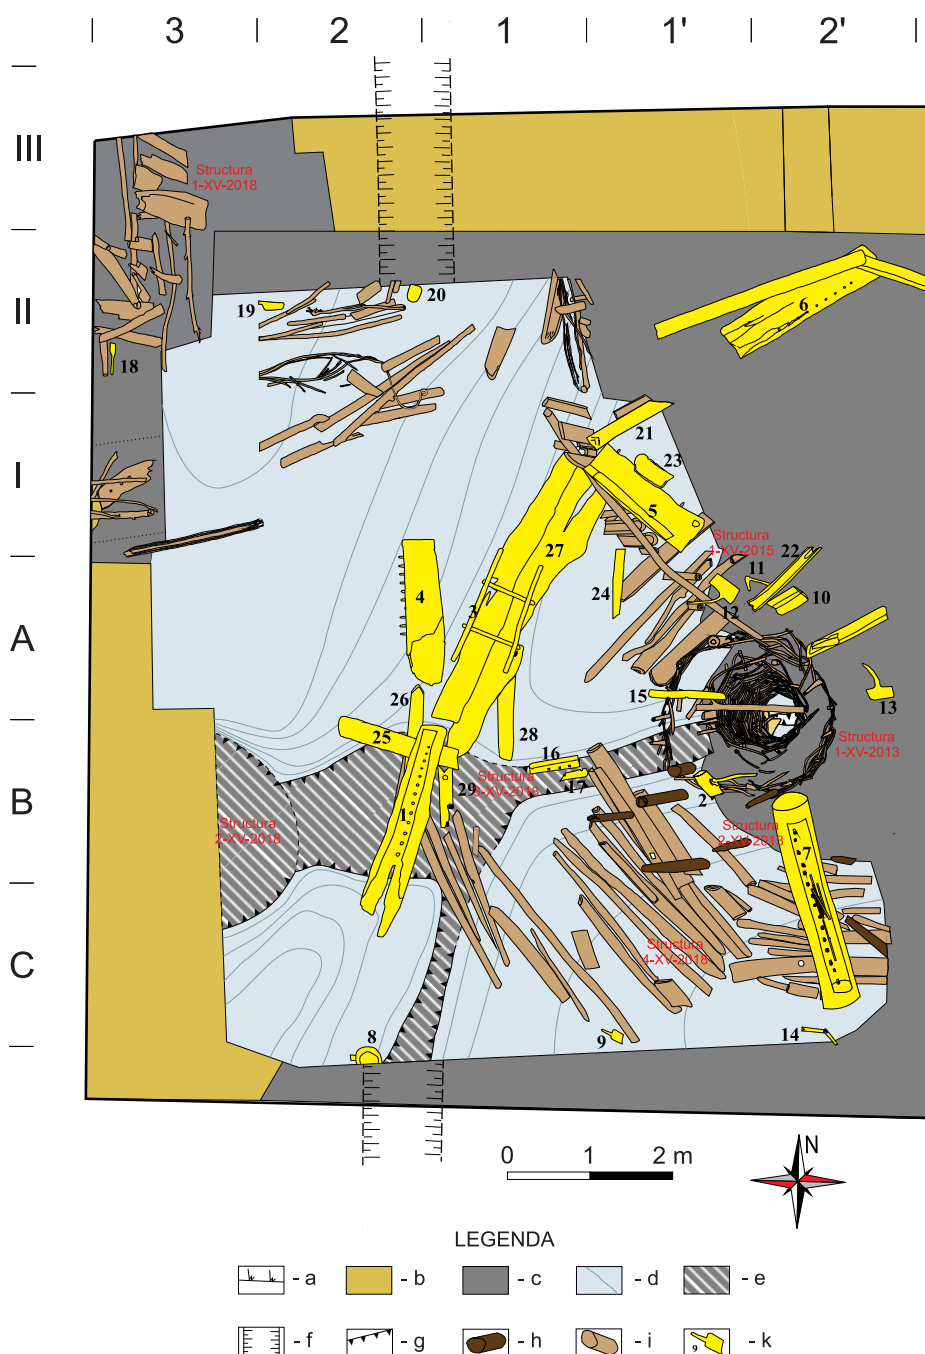 3 2 1 1' 2'
III
Structura
1-XV-2018
II
19
20
6
18
21
I
23
5
27
Structura
1-XV-2015
22
11
4
24
10
3
12
A
15
26
13
28
25
16
Structura
1-XV-2013
Structura
3-XV-2018
17
29
2
B
1
Structura
2-XV-2018
Structura
2-XV-2013
7
Structura
4-XV-2018
C
8
9
14
0 1 2 m
N
LEGENDA
- a - b - c - d - e
- f - g - h - i 9 - k